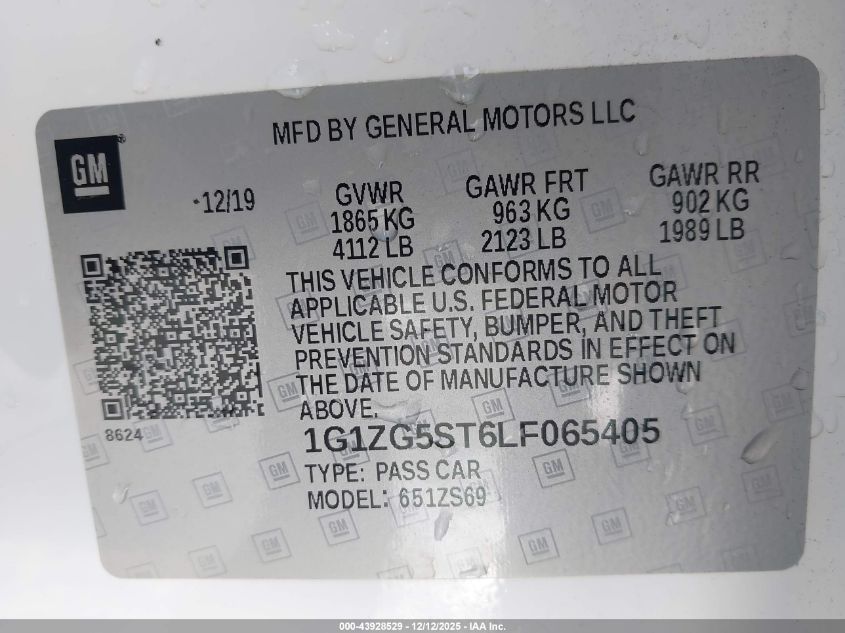 MFD BY GENERAL MOTORS LLC
GM
12/19
GVWR GAWR FRT GAWR RR
1865 KG 963 KG 902 KG
4112 LB 2123 LB 1989 LB
THIS VEHICLE CONFORMS TO ALL
APPLICABLE U.S. FEDERAL MOTOR
VEHICLE SAFETY, BUMPER, AND THEFT
PREVENTION STANDARDS IN EFFECT ON
THE DATE OF MANUFACTURE SHOWN
ABOVE.
8624
1G1ZG5ST6LF065405
TYPE: PASS CAR
MODEL: 651ZS69
000-43928529 - 12/12/2025 - IAA Inc.